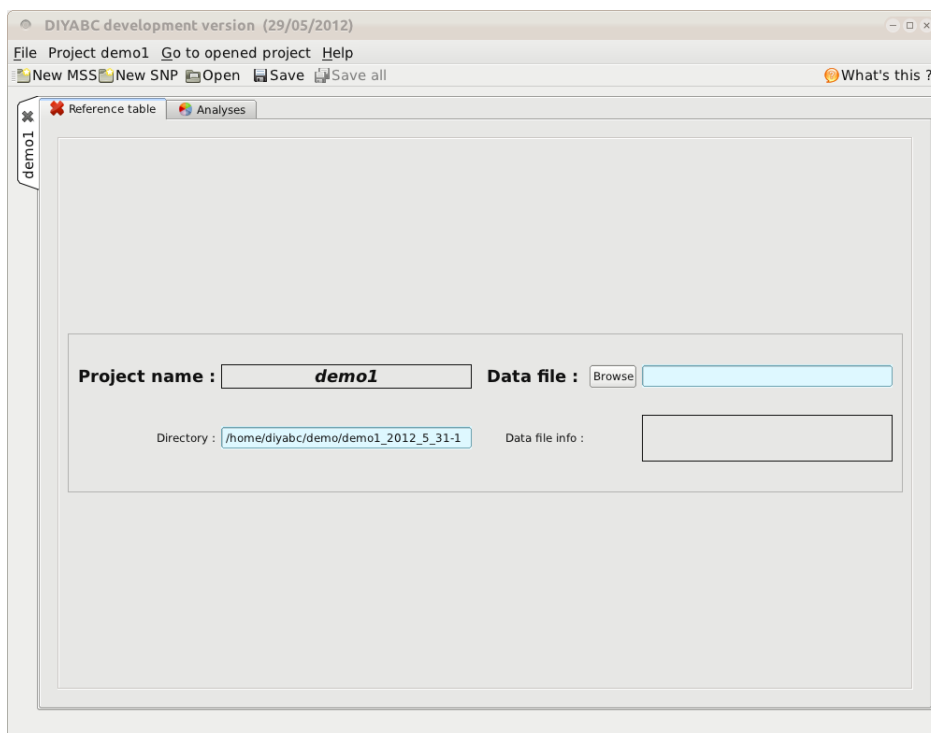 DIYABC development version (29/05/2012)
File Project demo1 Go to opened project Help
New MSS New SNP Open Save Save all What's this ?
demo1
Reference table Analyses
Project name : demo1 Data file : Browse
Directory : /home/diyabc/demo/demo1_2012_5_31-1 Data file info :